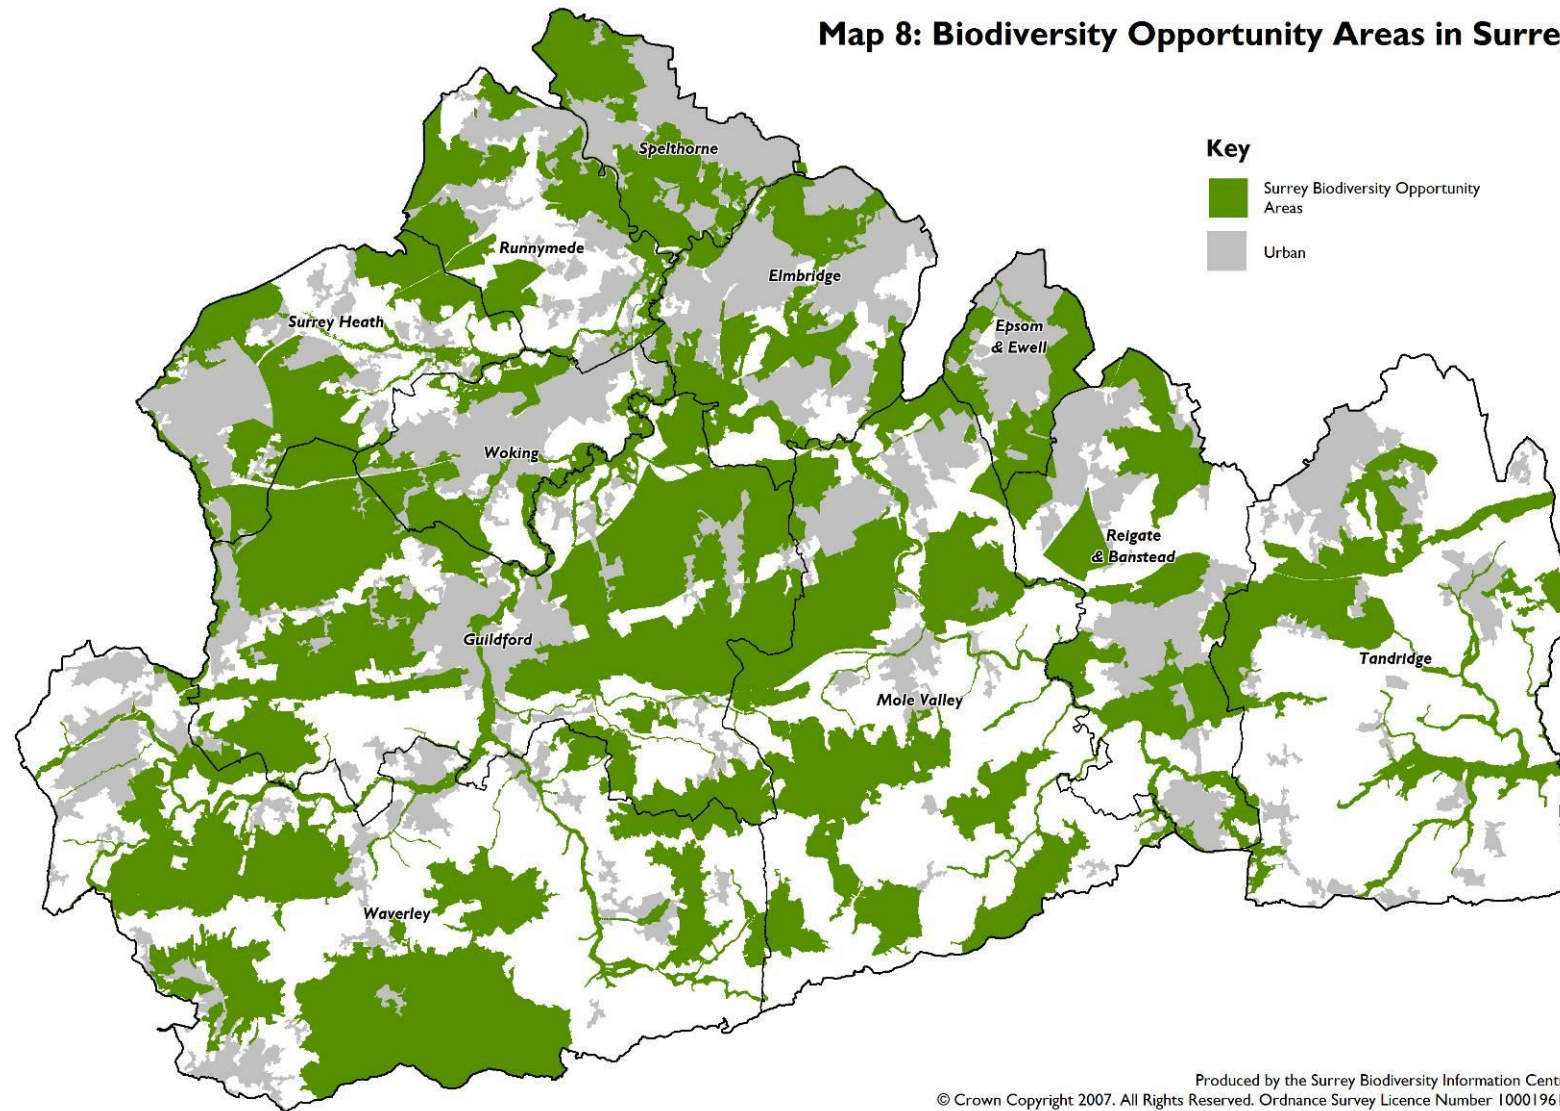 Map 8: Biodiversity Opportunity Areas in Surre
Key
Surrey Biodiversity Opportunity
Areas
Urban
Spelthorne
Runnymede
Elmbridge
Surrey Heath
Epsom
& Ewell
Woking
Reigate
& Banstead
Guildford
Tandridge
Mole Valley
Waverley
Produced by the Surrey Biodiversity Information Cent
© Crown Copyright 2007. All Rights Reserved. Ordnance Survey Licence Number 1000196